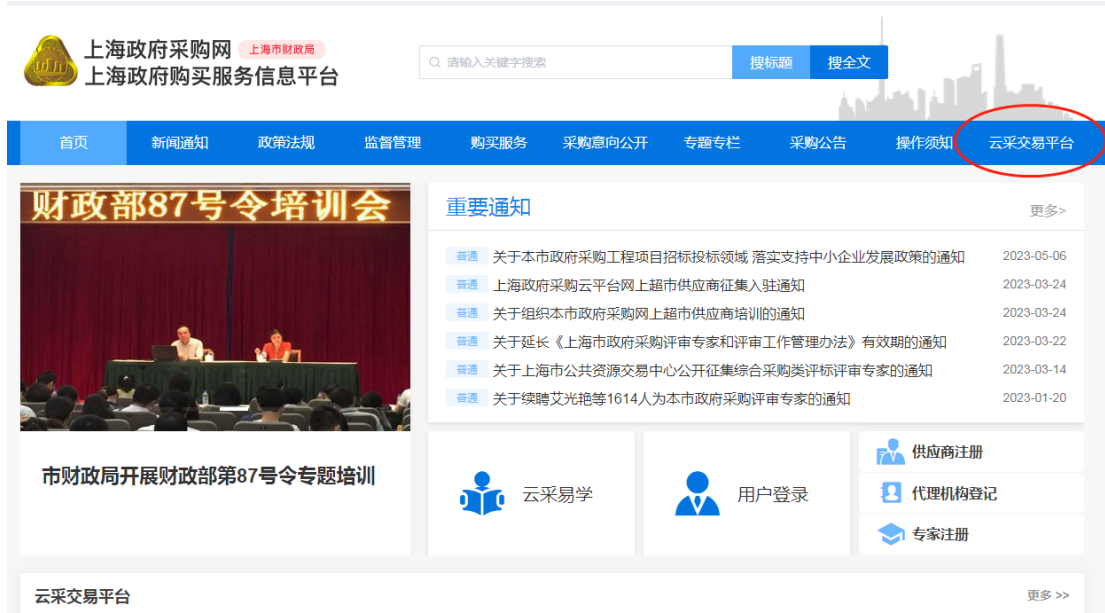 上海政府采购网 上海市财政局
上海政府购买服务信息平台
请输入关键字搜索 搜标题 搜全文
首页 新闻通知 政策法规 监督管理 购买服务 采购意向公开 专题专栏 采购公告 操作须知 云采交易平台
财政部87号令培训会
重要通知 更多>
普通 关于本市政府采购工程项目招标投标领域 落实支持中小企业发展政策的通知 2023-05-06
普通 上海政府采购云平台网上超市供应商征集入驻通知 2023-03-24
普通 关于组织本市政府采购网上超市供应商培训的通知 2023-03-24
普通 关于延长《上海市政府采购评审专家和评审工作管理办法》有效期的通知 2023-03-22
普通 关于上海市公共资源交易中心公开征集综合采购类评标评审专家的通知 2023-03-14
普通 关于续聘艾光艳等1614人为本市政府采购评审专家的通知 2023-01-20
市财政局开展财政部第87号令专题培训
云采易学
用户登录
供应商注册
代理机构登记
专家注册
云采交易平台 更多 >>